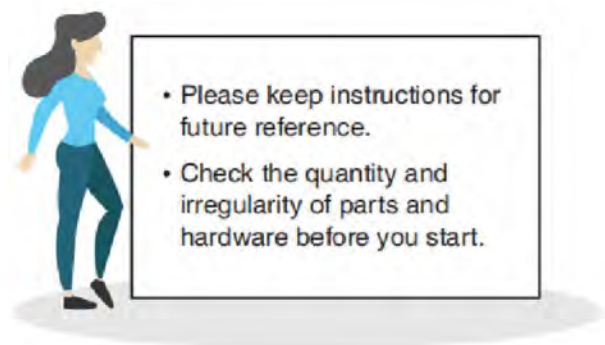 • Please keep instructions for
future reference.
• Check the quantity and
irregularity of parts and
hardware before you start.